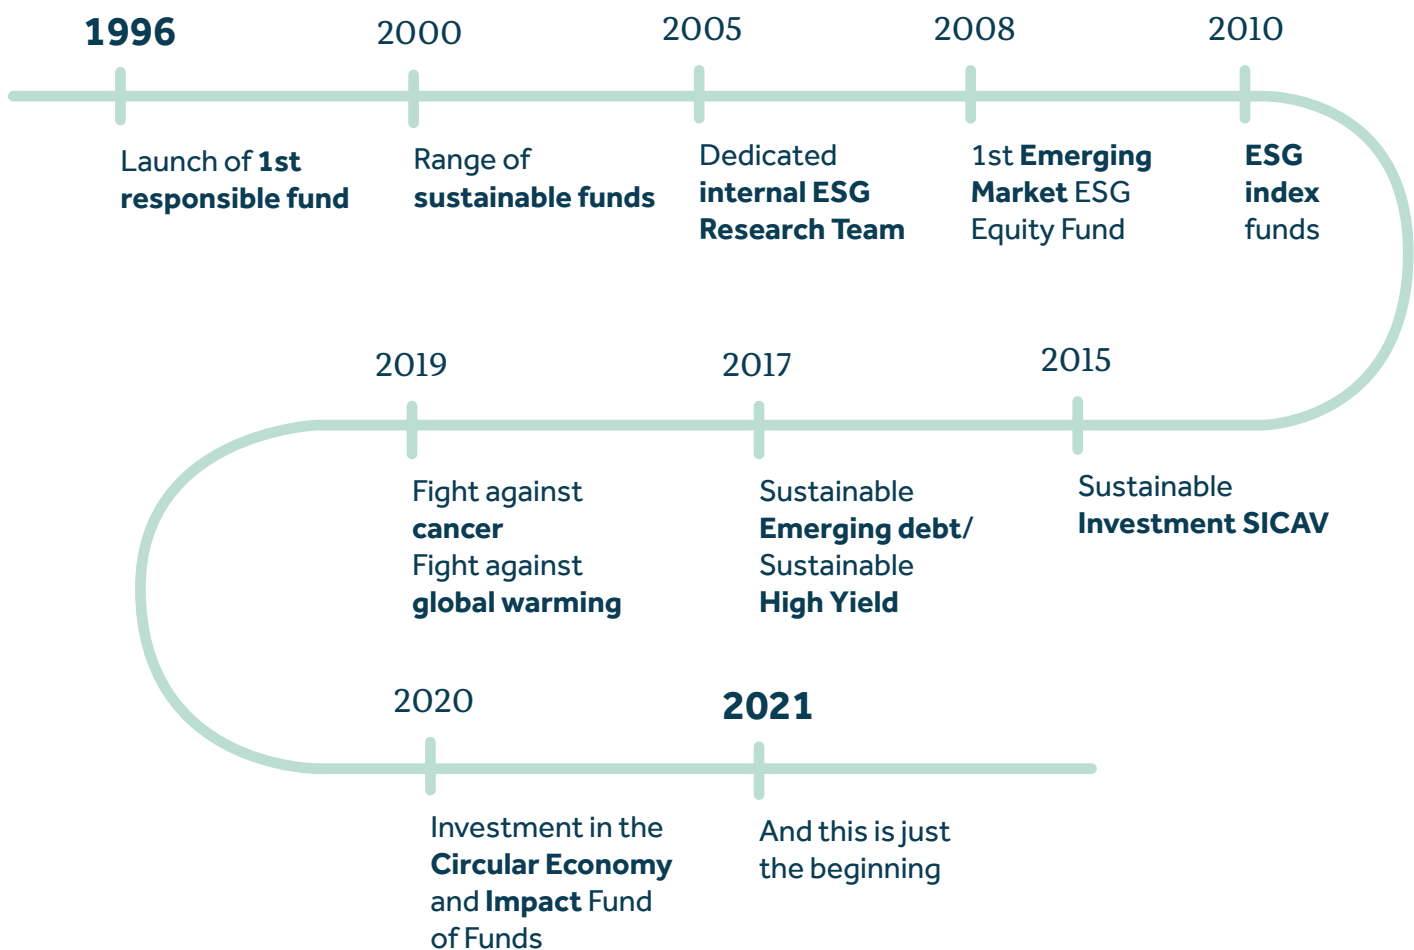 1996
Launch of 1st
responsible fund
2000
Range of
sustainable funds
2005
Dedicated
internal ESG
Research Team
2008
1st Emerging
Market ESG
Equity Fund
2010
ESG
index
funds
2015
Sustainable
Investment SICAV
2017
Sustainable
Emerging debt/
Sustainable
High Yield
2019
Fight against
cancer
Fight against
global warming
2020
Investment in the
Circular Economy
and Impact Fund
of Funds
2021
And this is just
the beginning